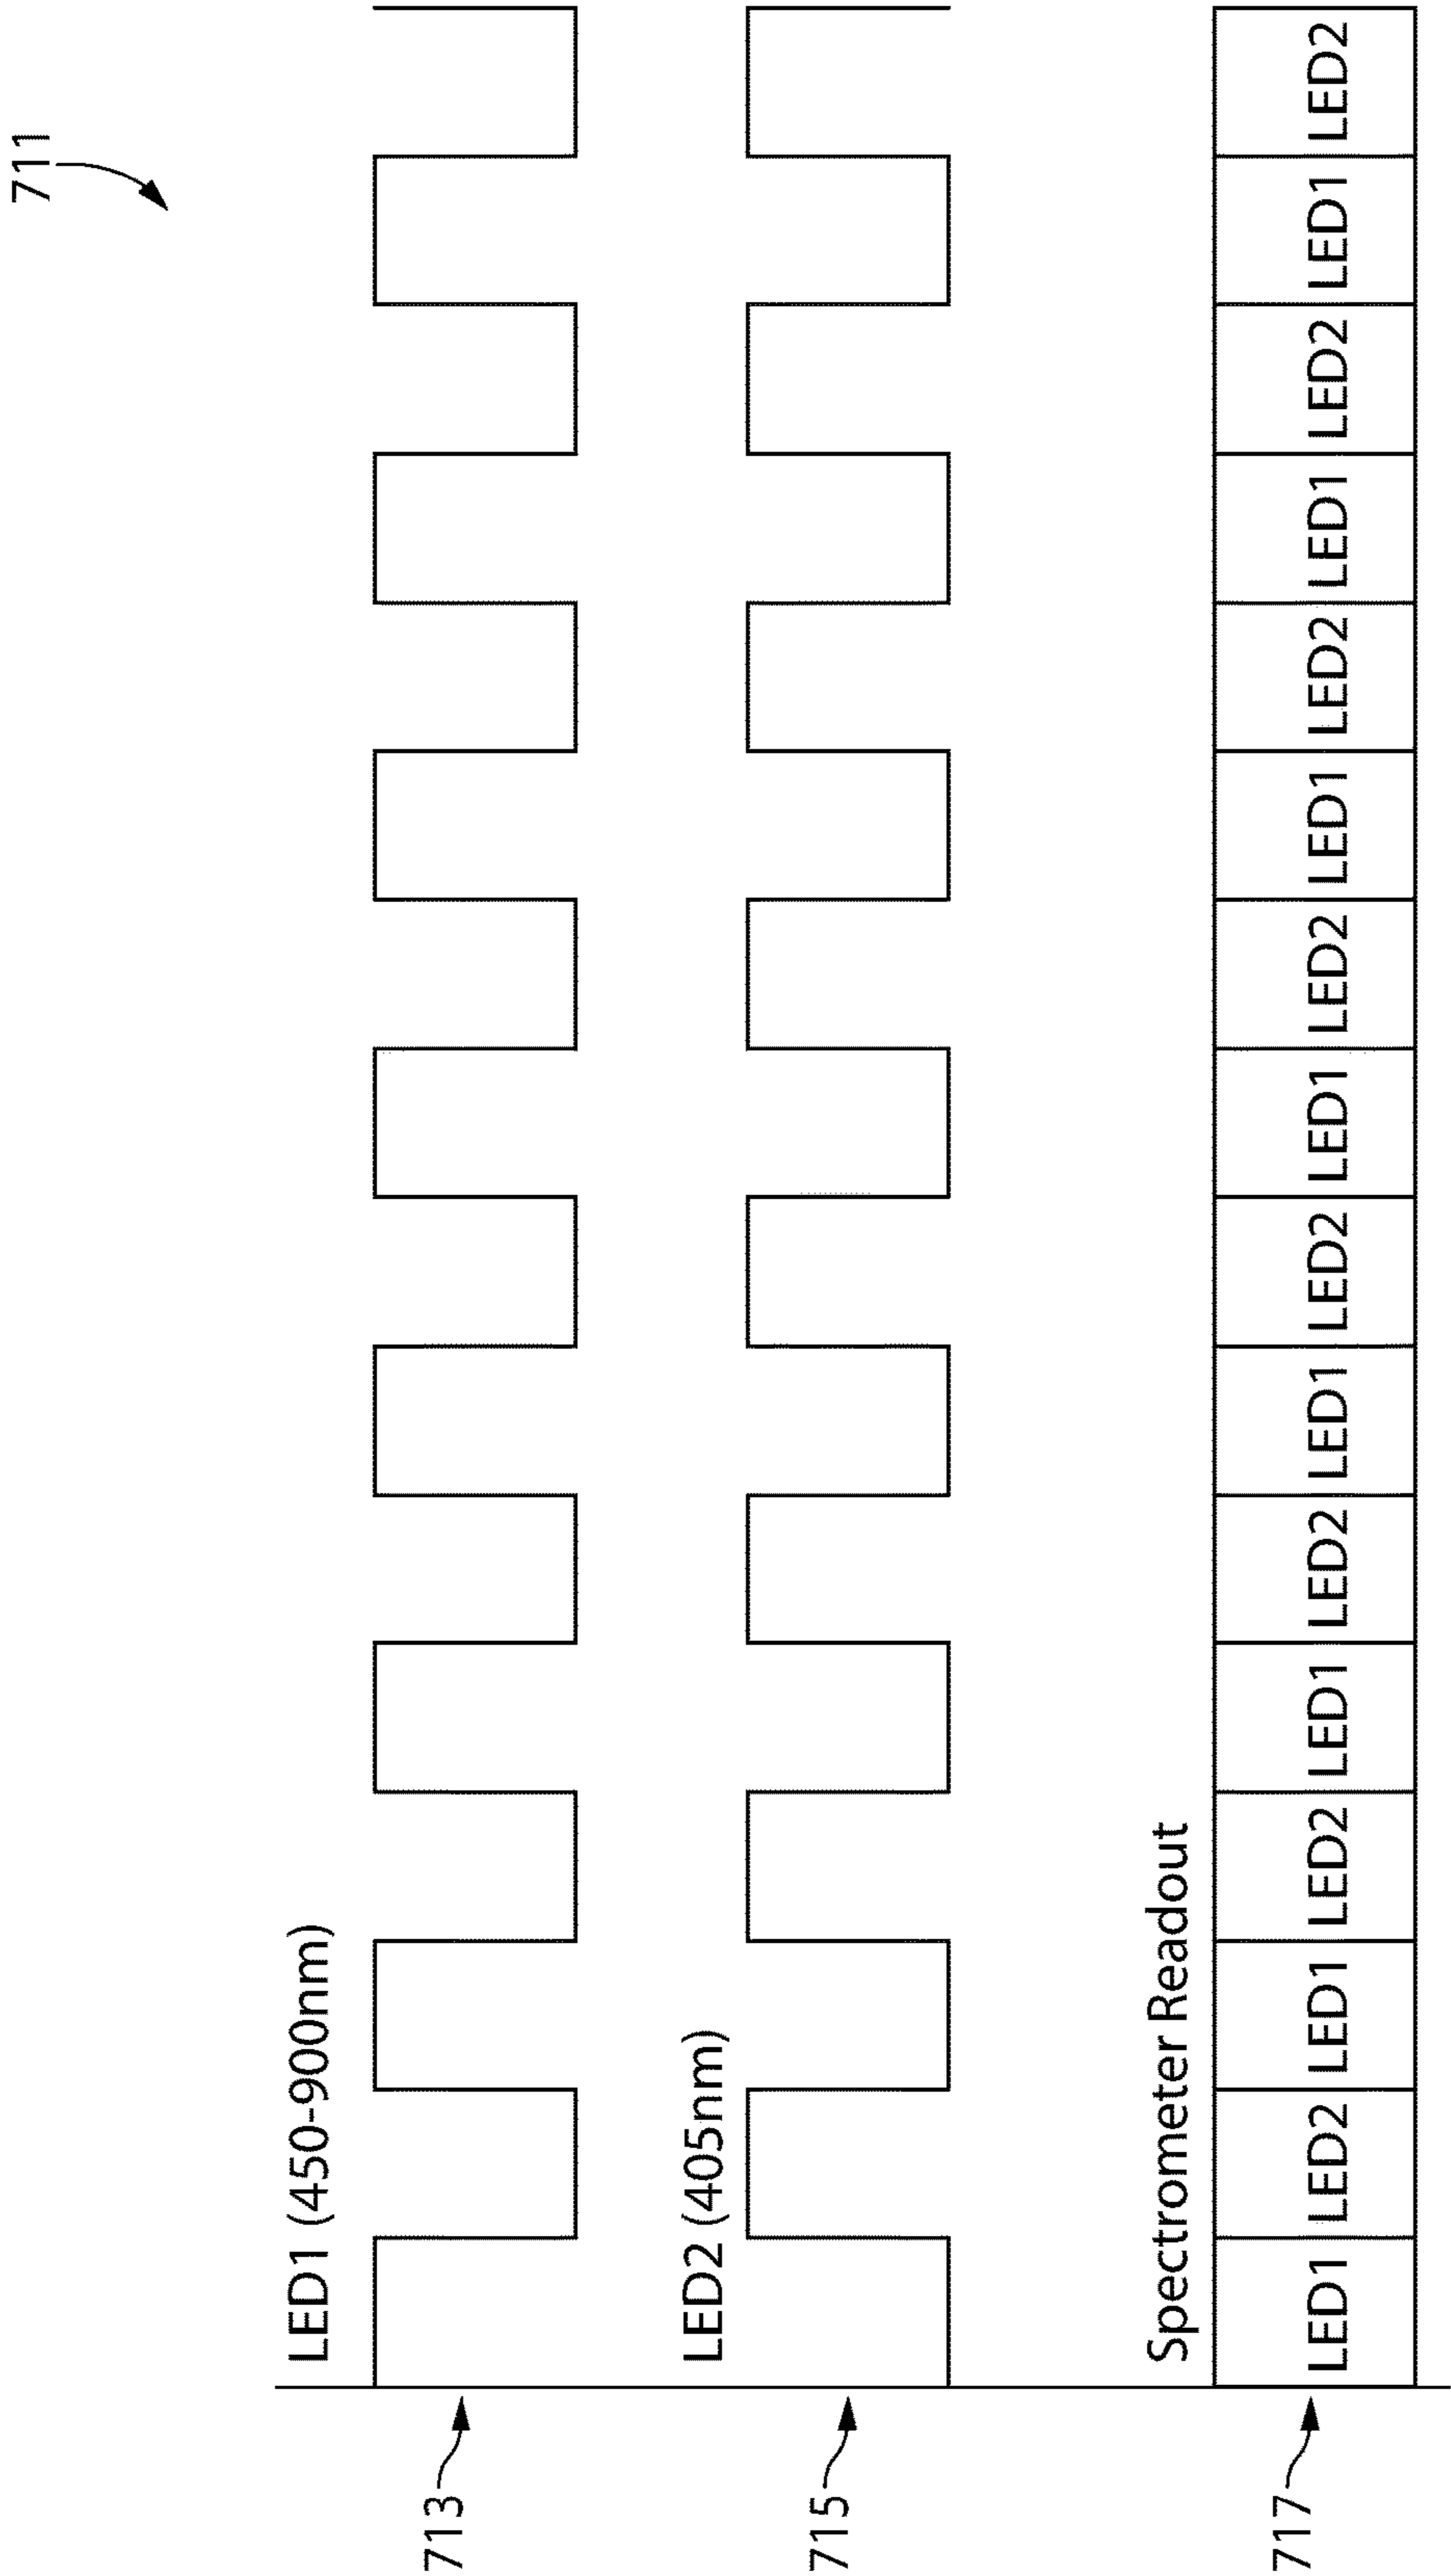 711
LED1 (450-900nm)
713
LED2 (405nm)
715
Spectrometer Readout
717 LED1 LED2 LED1 LED2 LED1 LED2 LED1 LED2 LED1 LED2 LED1 LED2 LED1 LED2 LED1 LED2